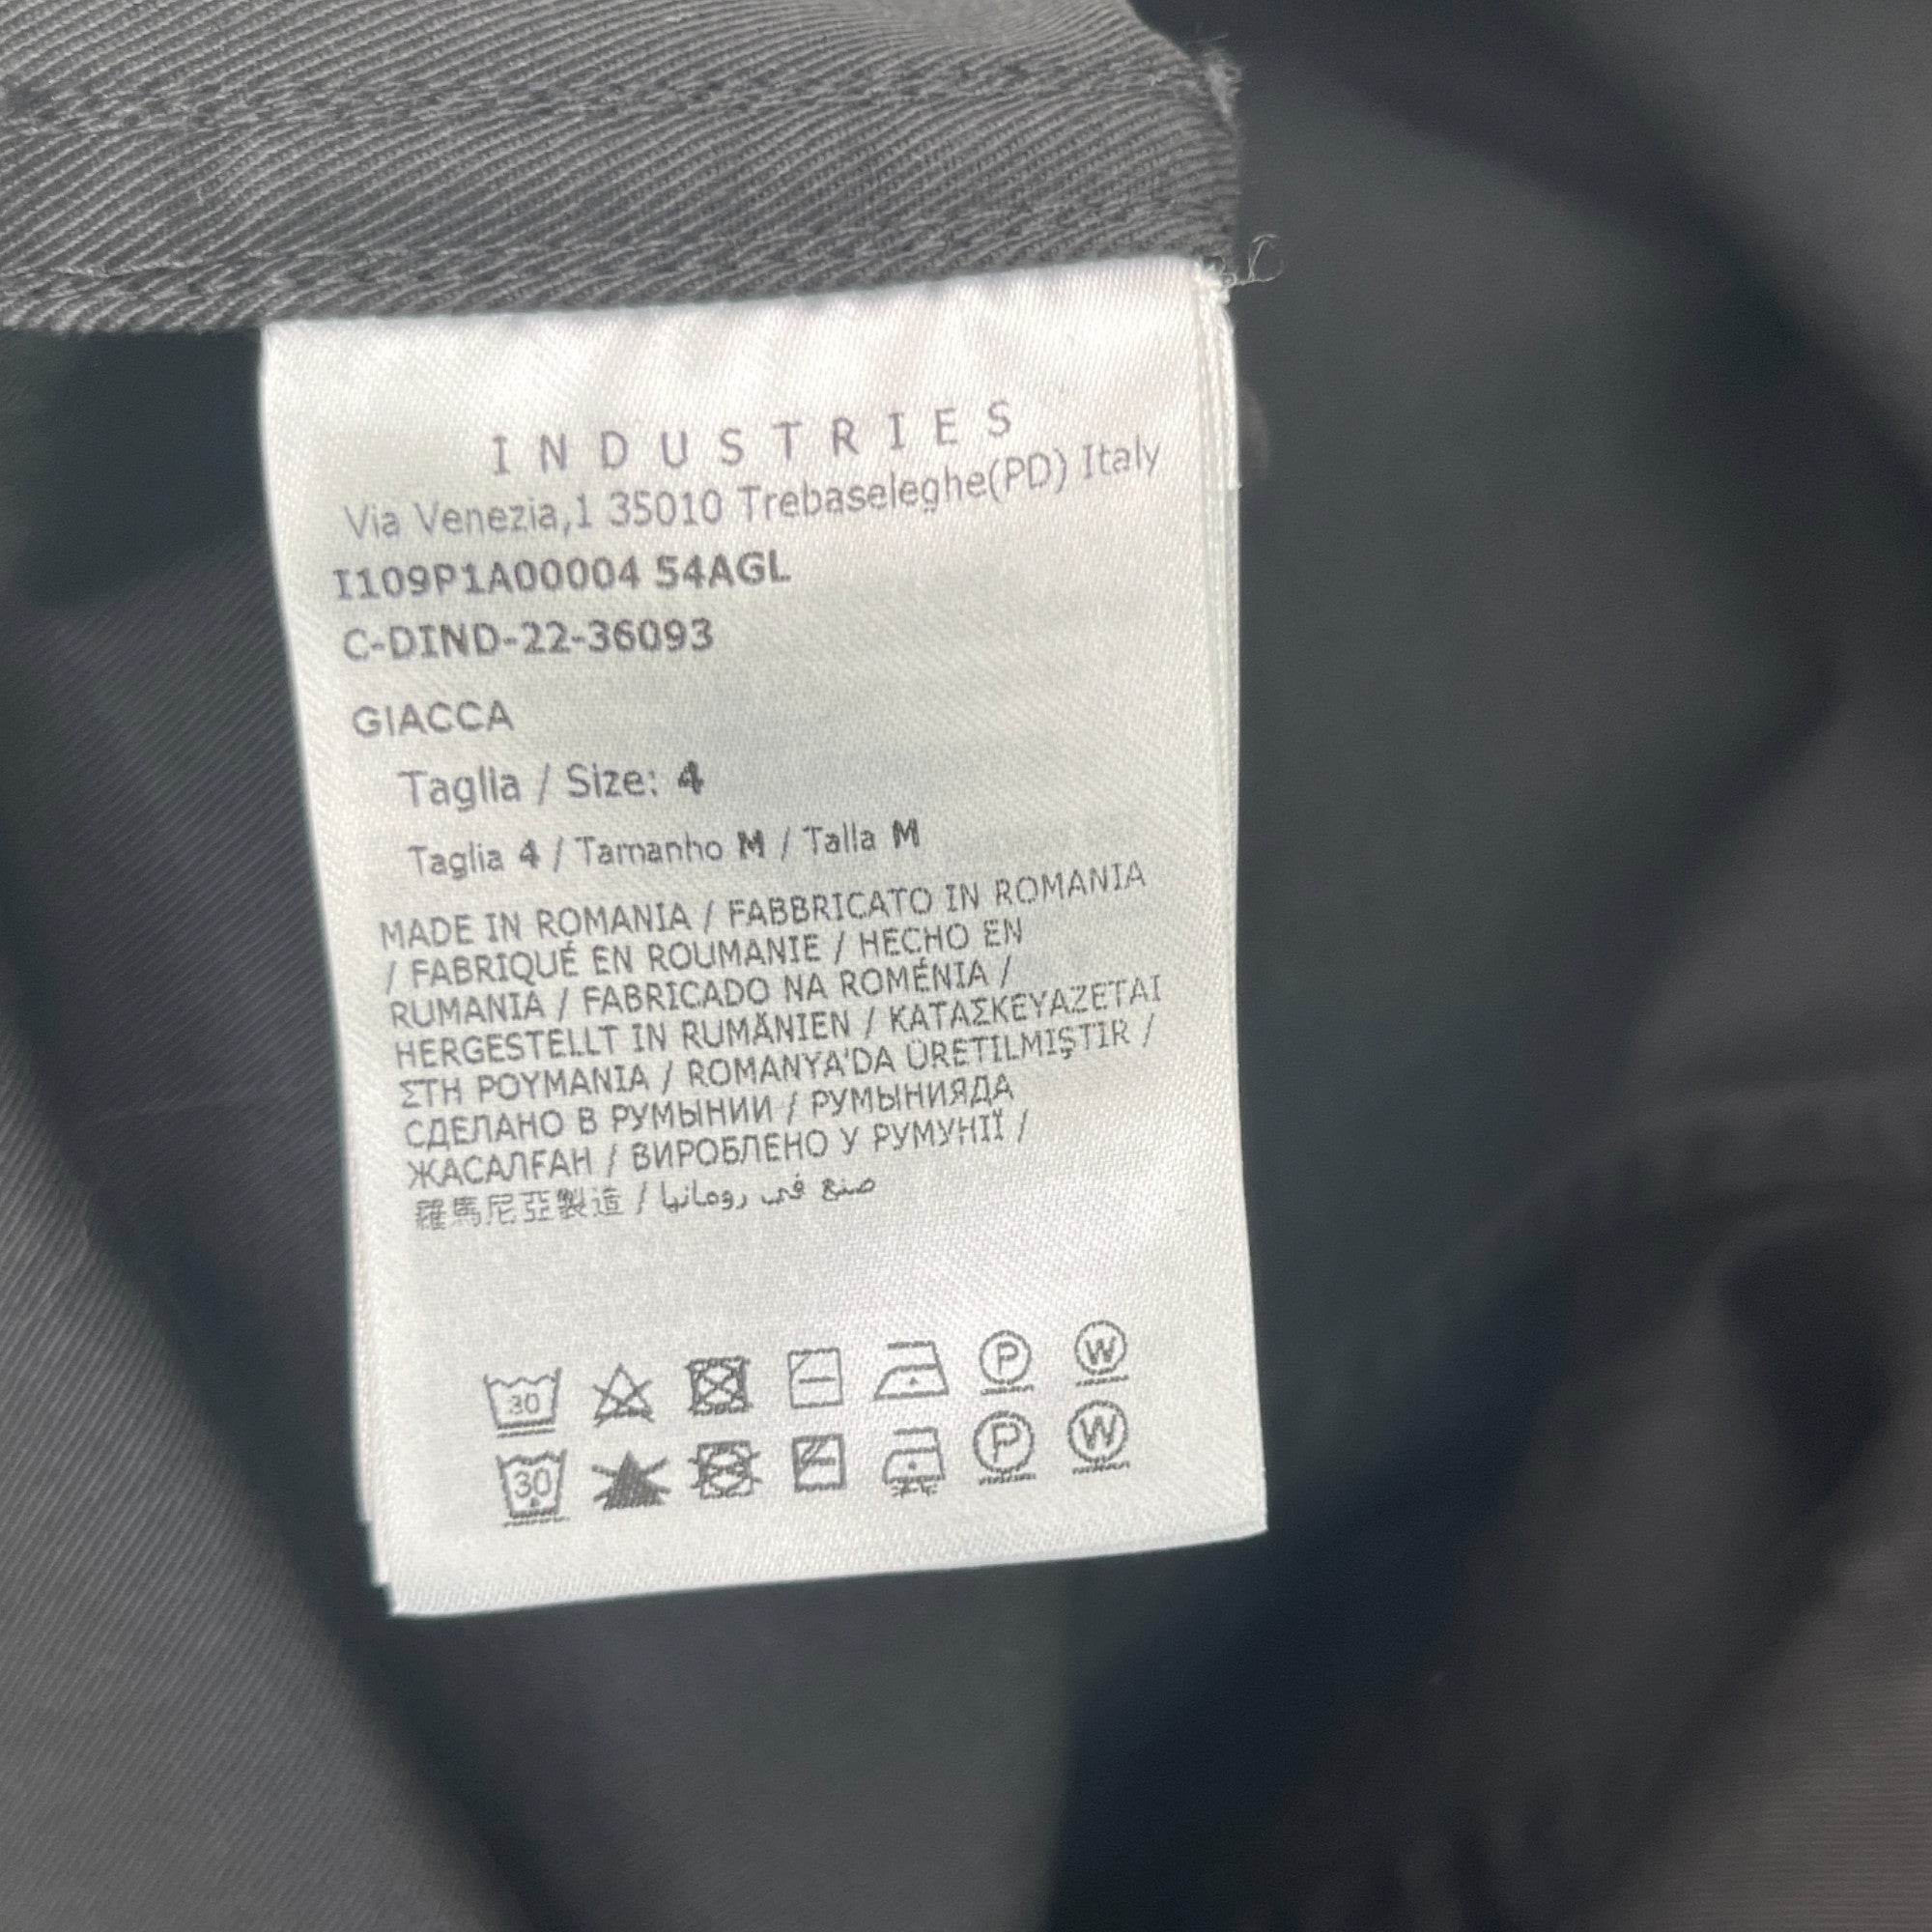 INDUSTRIES
Via Venezia,1 35010 Trebaseleghe(PD) Italy
I109P1A00004 54AGL
C-DIND-22-36093
GIACCA
Taglia / Size: 4
Taglia 4 / Tamanho M / Talla M
MADE IN ROMANIA / FABBRICATO IN ROMANIA
/ FABRIQUÉ EN ROUMANIE / HECHO EN
RUMANIA / FABRICADO NA ROMÉNIA /
HERGESTELLT IN RUMÄNIEN / ΚΑΤΑΣΚΕΥΑΖΕΤΑΙ
ΣΤΗ ΡΟΥΜΑΝΙΑ / ROMANYA'DA ÜRETILMIŞTIR /
СДЕЛАНО В РУМЫНИИ / РУМЫНИЯДА
ЖАСАЛҒАН / ВИРОБЛЕНО У РУМУНІЇ /
羅馬尼亞製造 / صنع في رومانيا
30 P W
30 P W